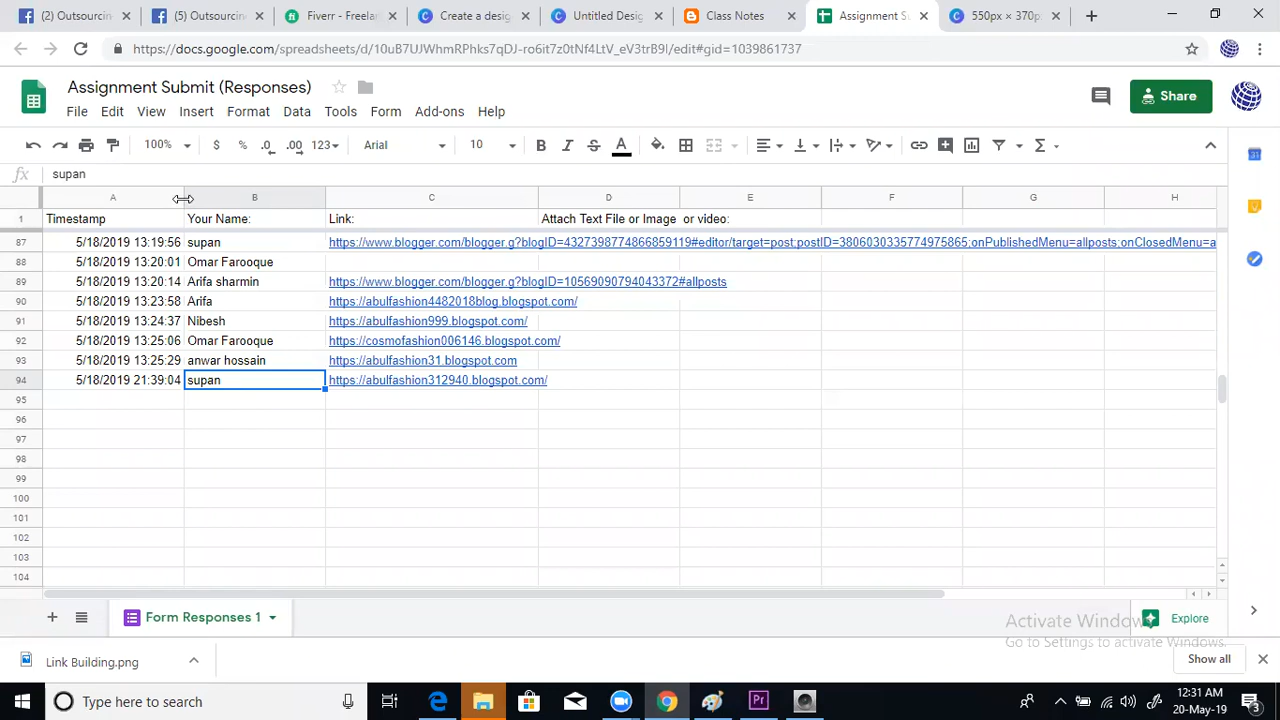 (2) Outsourcin
(5) Outsourcin
Fiverr - Freelan
Create a desig
Untitled Desig
Class Notes
Assignment Su
550px × 370px
https://docs.google.com/spreadsheets/d/10uB7UJWhmRPhks7qDJ-ro6it7z0tNf4LtV_eV3trB9I/edit#gid=1039861737
Assignment Submit (Responses)
File Edit View Insert Format Data Tools Form Add-ons Help
Share
100% $ % .0 .00 123 Arial 10 B I S A
fx supan
A B C D E F G H
1 Timestamp Your Name: Link: Attach Text File or Image or video:
87 5/18/2019 13:19:56 supan https://www.blogger.com/blogger.g?blogID=4327398774866859119#editor/target=post;postID=3806030335774975865;onPublishedMenu=allposts;onClosedMenu=a
88 5/18/2019 13:20:01 Omar Farooque
89 5/18/2019 13:20:14 Arifa sharmin https://www.blogger.com/blogger.g?blogID=10569090794043372#allposts
90 5/18/2019 13:23:58 Arifa https://abulfashion4482018blog.blogspot.com/
91 5/18/2019 13:24:37 Nibesh https://abulfashion999.blogspot.com/
92 5/18/2019 13:25:06 Omar Farooque https://cosmofashion006146.blogspot.com/
93 5/18/2019 13:25:29 anwar hossain https://abulfashion31.blogspot.com
94 5/18/2019 21:39:04 supan https://abulfashion312940.blogspot.com/
95
96
97
98
99
100
101
102
103
104
Form Responses 1
Explore
Activate Windows
Go to Settings to activate Windows.
Link Building.png
Show all
Type here to search
Pr
12:31 AM
20-May-19
3